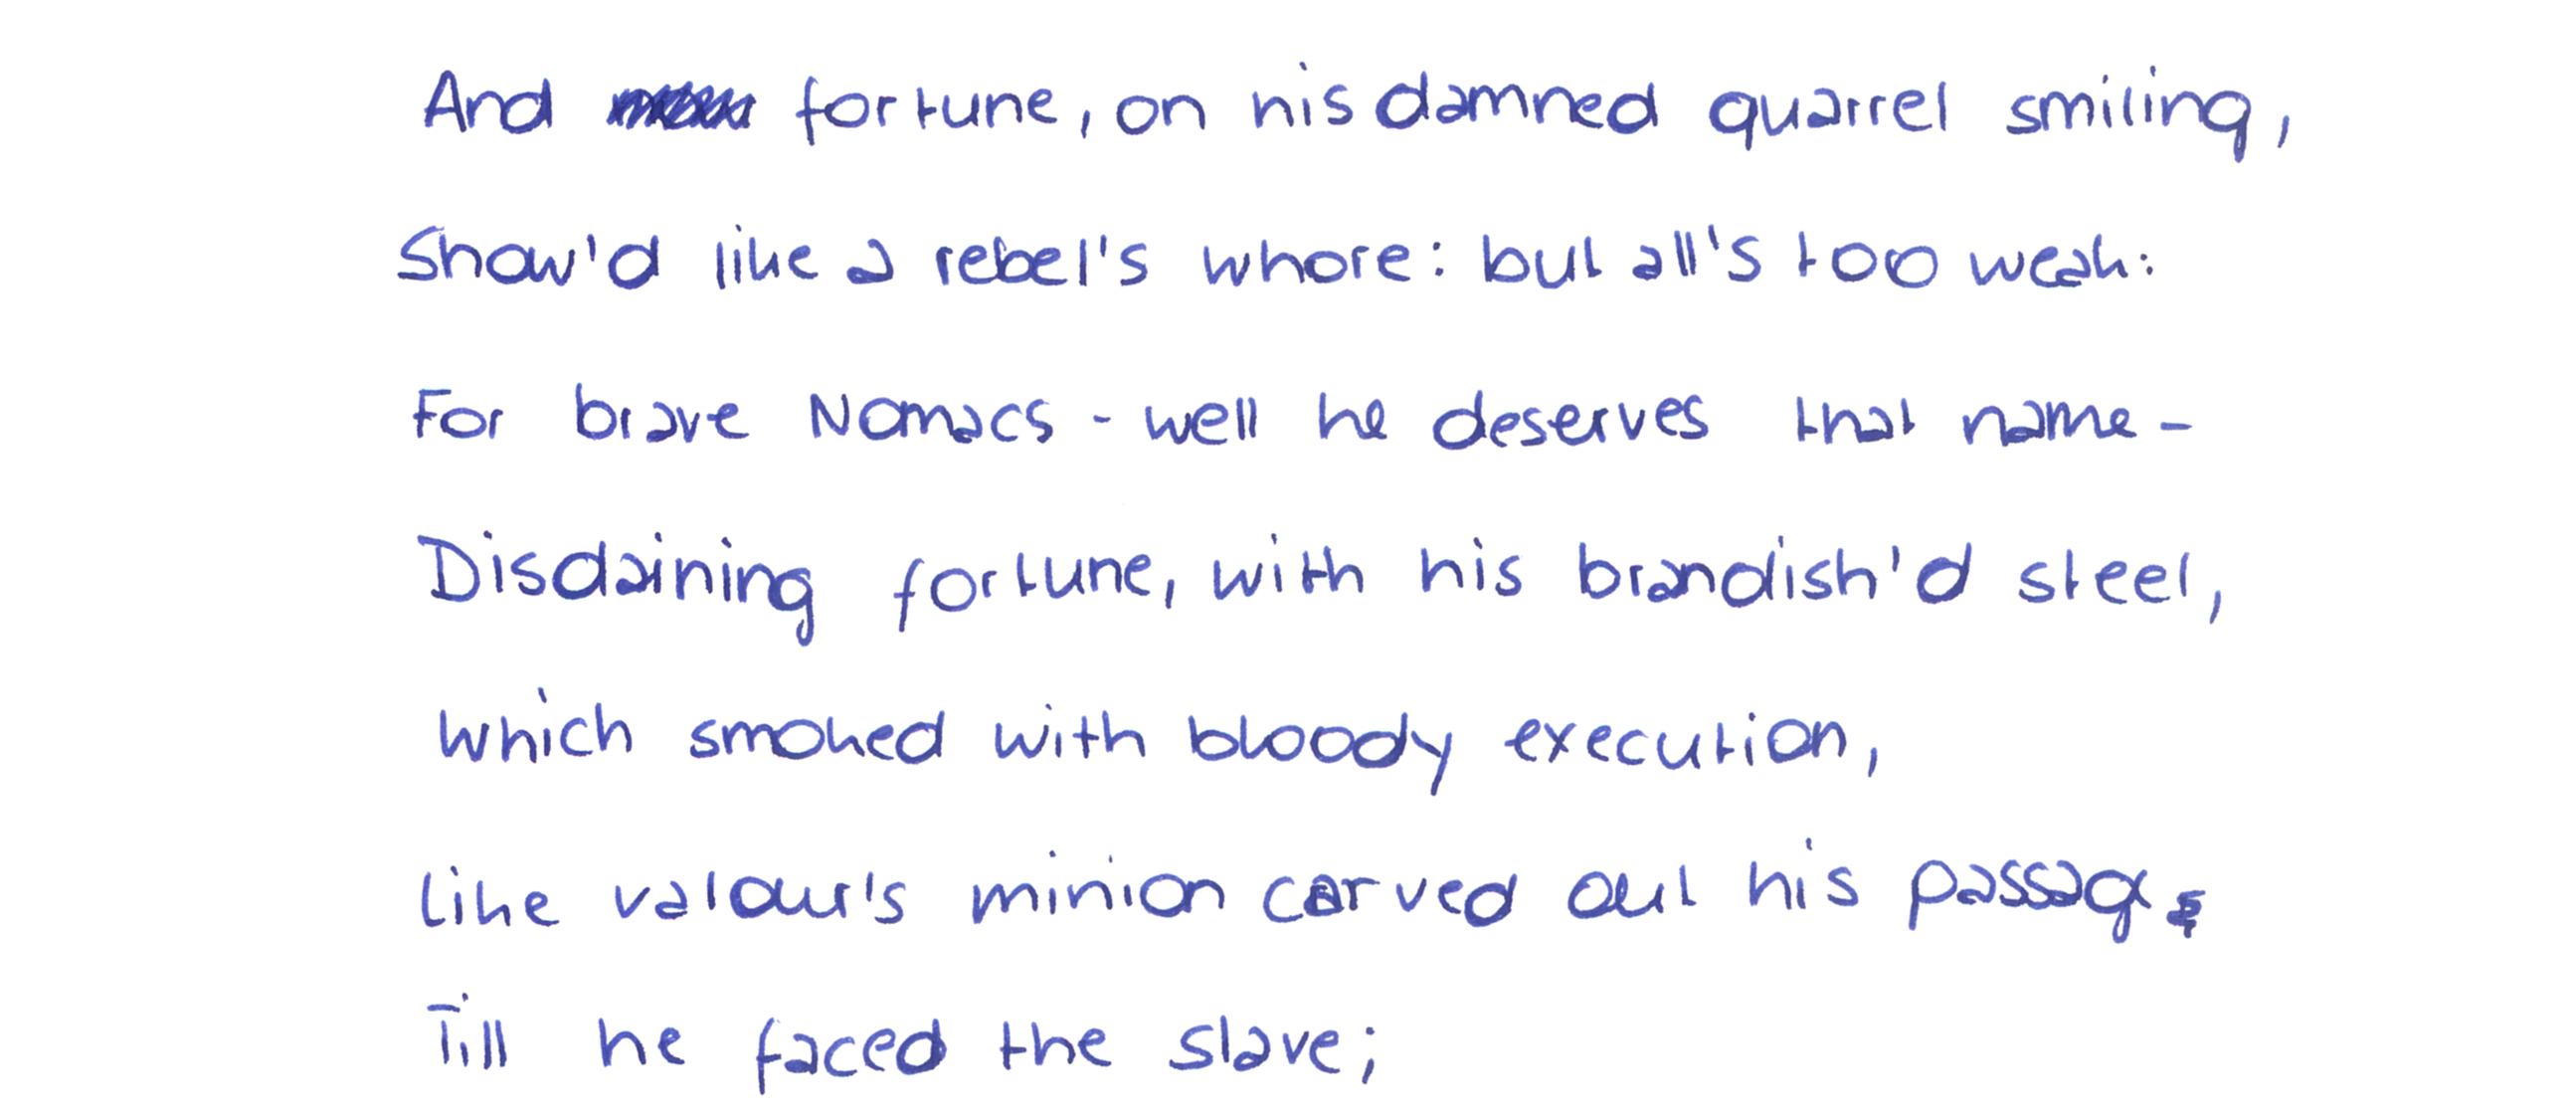 And fortune, on his damned quarrel smiling,
Show'd like a rebel's whore: but all's too weak:
For brave Nomacs - well he deserves that name -
Disdaining fortune, with his brandish'd steel,
which smoked with bloody execution,
like valour's minion carved out his passage
Till he faced the slave;